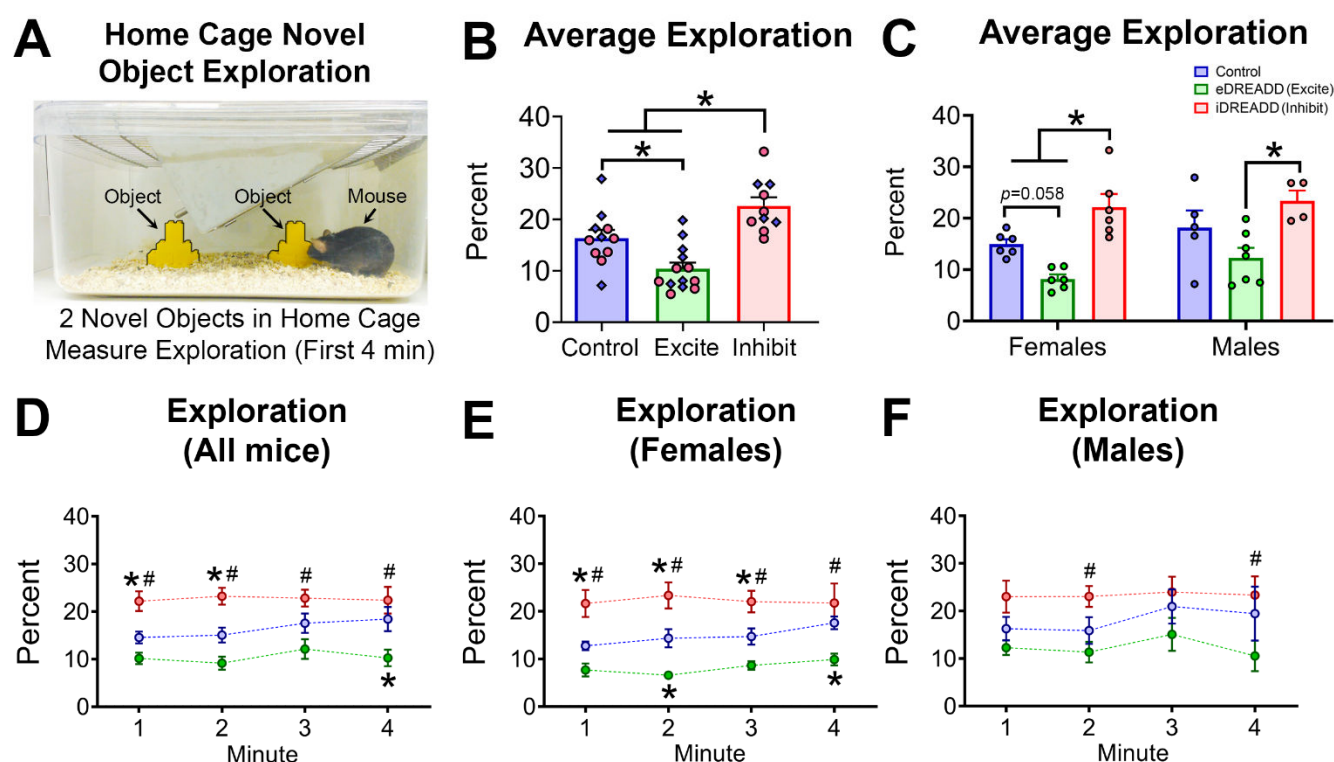 A
Home Cage Novel
Object Exploration
Object
Object
Mouse
2 Novel Objects in Home Cage
Measure Exploration (First 4 min)
B
Average Exploration
Percent
40
30
20
10
0
*
*
Control
Excite
Inhibit
C
Average Exploration
Control
eDREADD (Excite)
iDREADD (Inhibit)
Percent
40
30
20
10
0
*
p=0.058
*
Females
Males
D
Exploration
(All mice)
Percent
40
30
20
10
0
*#
*#
#
#
*
1
2
3
4
Minute
E
Exploration
(Females)
Percent
40
30
20
10
0
*#
*#
*#
#
*
*
1
2
3
4
Minute
F
Exploration
(Males)
Percent
40
30
20
10
0
#
#
1
2
3
4
Minute